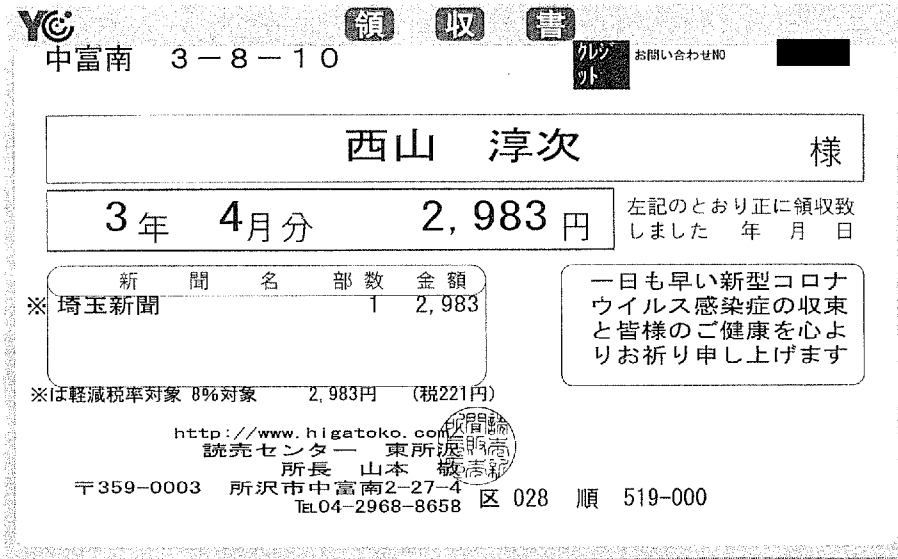 YC 領収書
中富南 3-8-10
クレジット お問い合わせNO
西山 淳次 様
3年 4月分 2,983円
左記のとおり正に領収致
しました 年 月 日
新聞名 部数 金額
※ 埼玉新聞 1 2,983
一日も早い新型コロナ
ウイルス感染症の収束
と皆様のご健康を心よ
りお祈り申し上げます
※は軽減税率対象 8%対象 2,983円 (税221円)
http://www.higatoko.com/
読売センター 東所沢
所長 山本 敬
〒359-0003 所沢市中富南2-27-4
TEL04-2968-8658
区 028 順 519-000